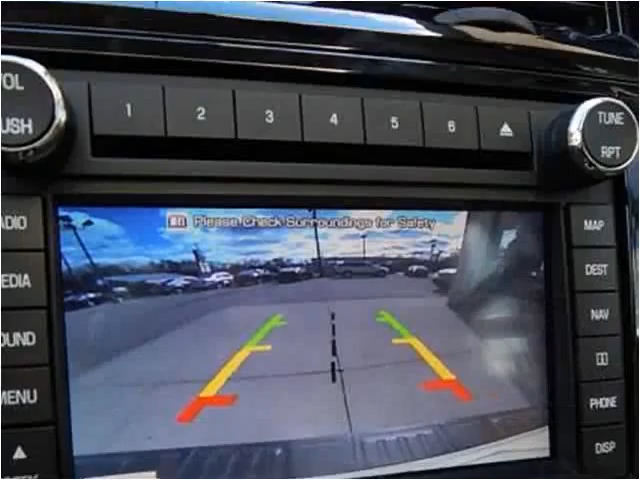 VOL
USH
1 2 3 4 5 6
TUNE
RPT
Please Check Surroundings for Safety
ADIO
EDIA
OUND
MENU
MAP
DEST
NAV
PHONE
DISP